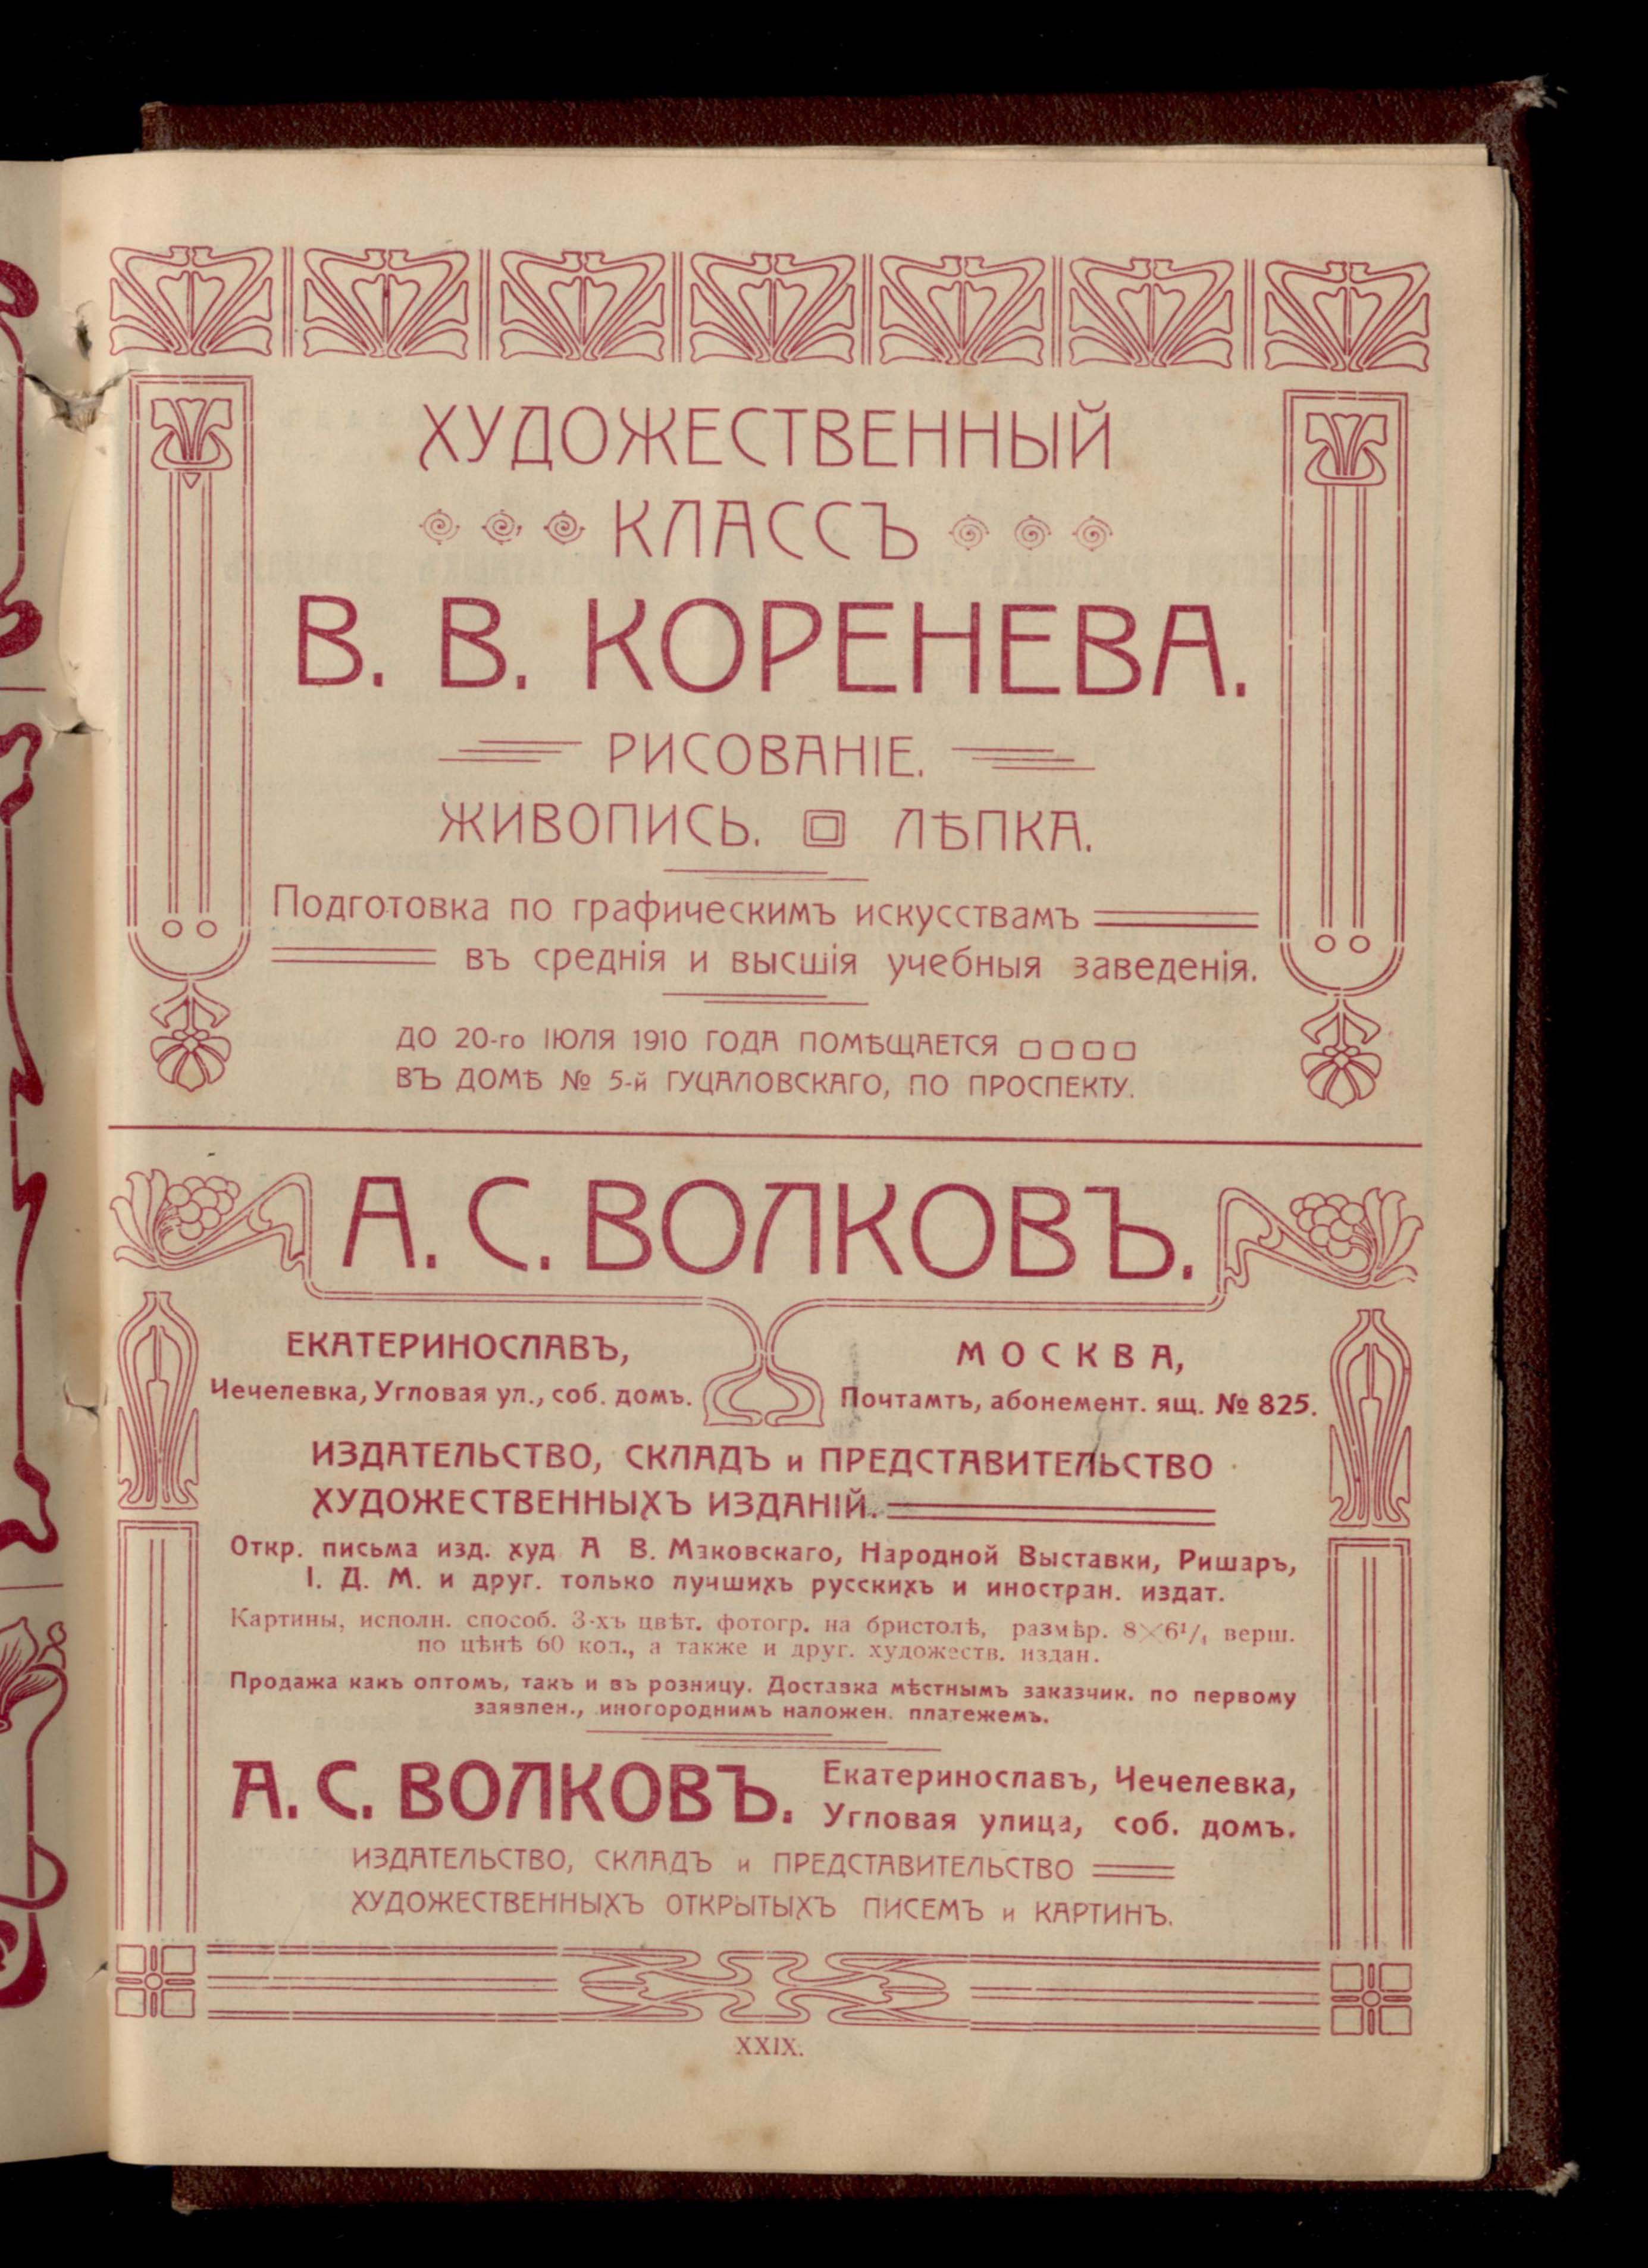 ХУДОЖЕСТВЕННЫЙ
КЛАССЪ
В. В. КОРЕНЕВА.
РИСОВАНІЕ.
ЖИВОПИСЬ. ЛѢПКА.
Подготовка по графическимъ искусствамъ
въ среднія и высшія учебныя заведенія.
ДО 20-го ІЮЛЯ 1910 ГОДА ПОМѢЩАЕТСЯ
ВЪ ДОМѢ № 5-й ГУЦАЛОВСКАГО, ПО ПРОСПЕКТУ.
А. С. ВОЛКОВЪ.
ЕКАТЕРИНОСЛАВЪ,
Чечелевка, Угловая ул., соб. домъ.
МОСКВА,
Почтамтъ, абонемент. ящ. № 825.
ИЗДАТЕЛЬСТВО, СКЛАДЪ и ПРЕДСТАВИТЕЛЬСТВО
ХУДОЖЕСТВЕННЫХЪ ИЗДАНІЙ.
Откр. письма изд. худ А В. Маковскаго, Народной Выставки, Ришаръ,
І. Д. М. и друг. только лучшихъ русскихъ и иностран. издат.
Картины, исполн. способ. 3-хъ цвѣт. фотогр. на бристолѣ, размѣр. 8×6¹/₄ верш.
по цѣнѣ 60 коп., а также и друг. художеств. издан.
Продажа какъ оптомъ, такъ и въ розницу. Доставка мѣстнымъ заказчик. по первому
заявлен., иногороднимъ наложен. платежемъ.
А. С. ВОЛКОВЪ.
Екатеринославъ, Чечелевка,
Угловая улица, соб. домъ.
ИЗДАТЕЛЬСТВО, СКЛАДЪ и ПРЕДСТАВИТЕЛЬСТВО
ХУДОЖЕСТВЕННЫХЪ ОТКРЫТЫХЪ ПИСЕМЪ и КАРТИНЪ.
XXIX.